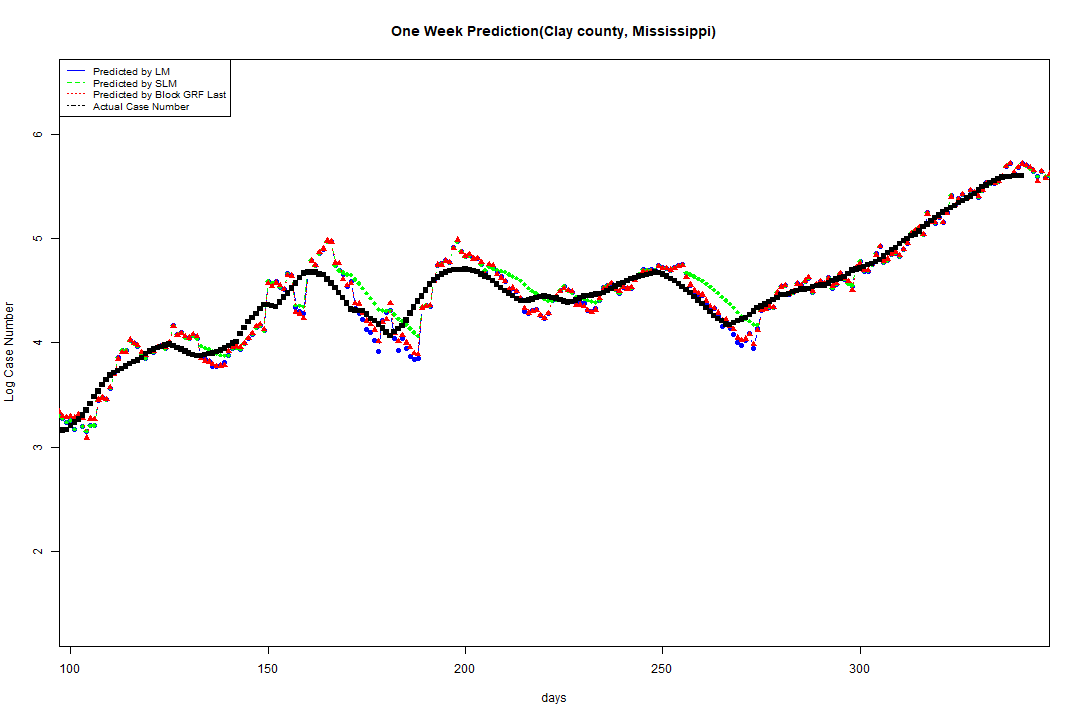 One Week Prediction(Clay county, Mississippi)
Predicted by LM
Predicted by SLM
Predicted by Block GRF Last
Actual Case Number
6
5
4
3
2
Log Case Number
100 150 200 250 300
days